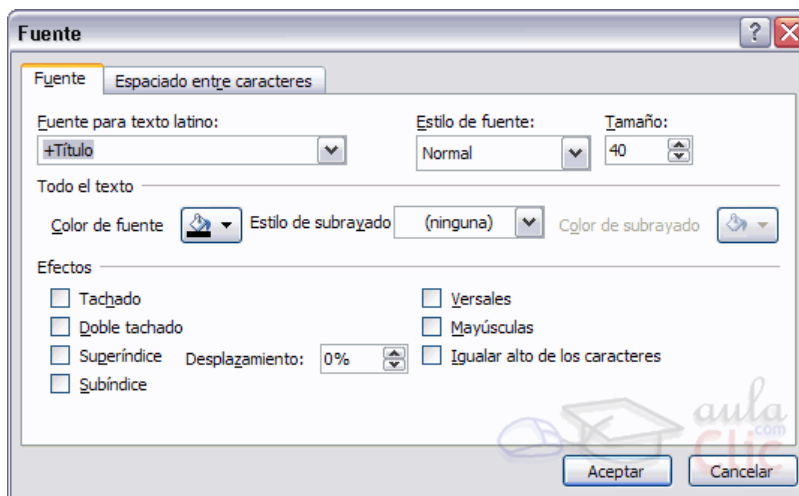 Fuente
Fuente Espaciado entre caracteres
Fuente para texto latino: Estilo de fuente: Tamaño:
+Título Normal 40
Todo el texto
Color de fuente Estilo de subrayado (ninguna) Color de subrayado
Efectos
Tachado Versales
Doble tachado Mayúsculas
Superíndice Desplazamiento: 0% Igualar alto de los caracteres
Subíndice
aula
.com
Clic
Aceptar Cancelar